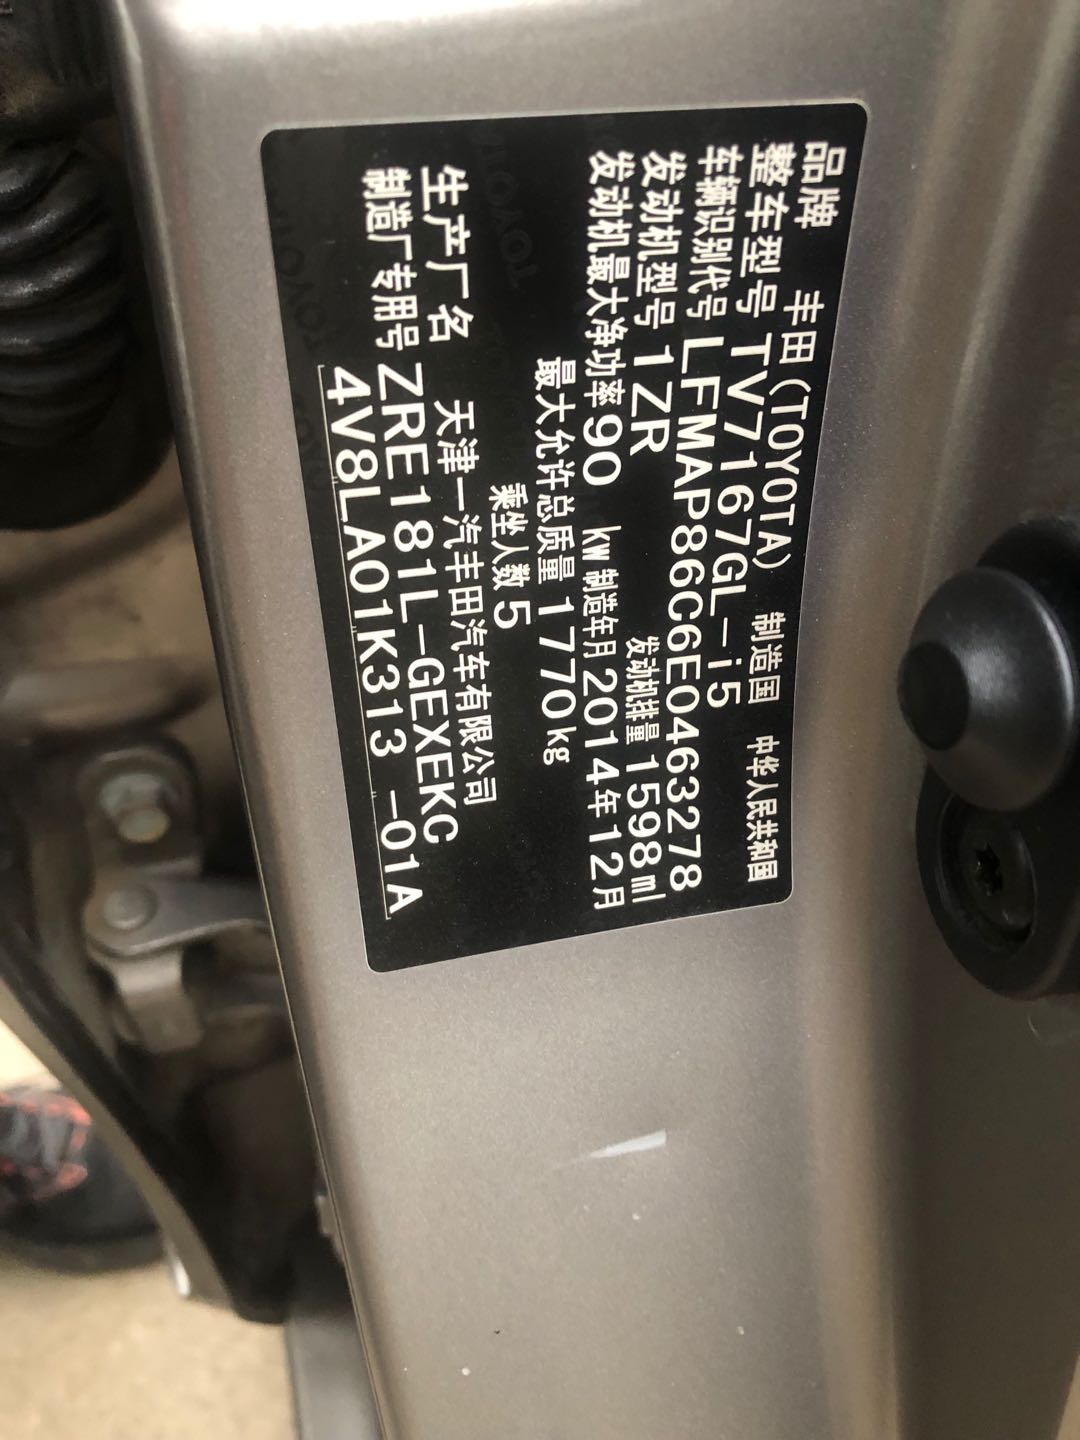 品牌 丰田(TOYOTA) 制造国 中华人民共和国
整车型号 TV7167GL-i5
车辆识别代号 LFMAP86C6E0463278
发动机型号 1ZR 发动机排量 1598ml
发动机最大净功率 90 kW 制造年月 2014年12月
最大允许总质量 1770kg
乘坐人数 5
生产厂名 天津一汽丰田汽车有限公司
制造厂专用号 ZRE181L-GEXEKC
4V8LA01K313 -01A